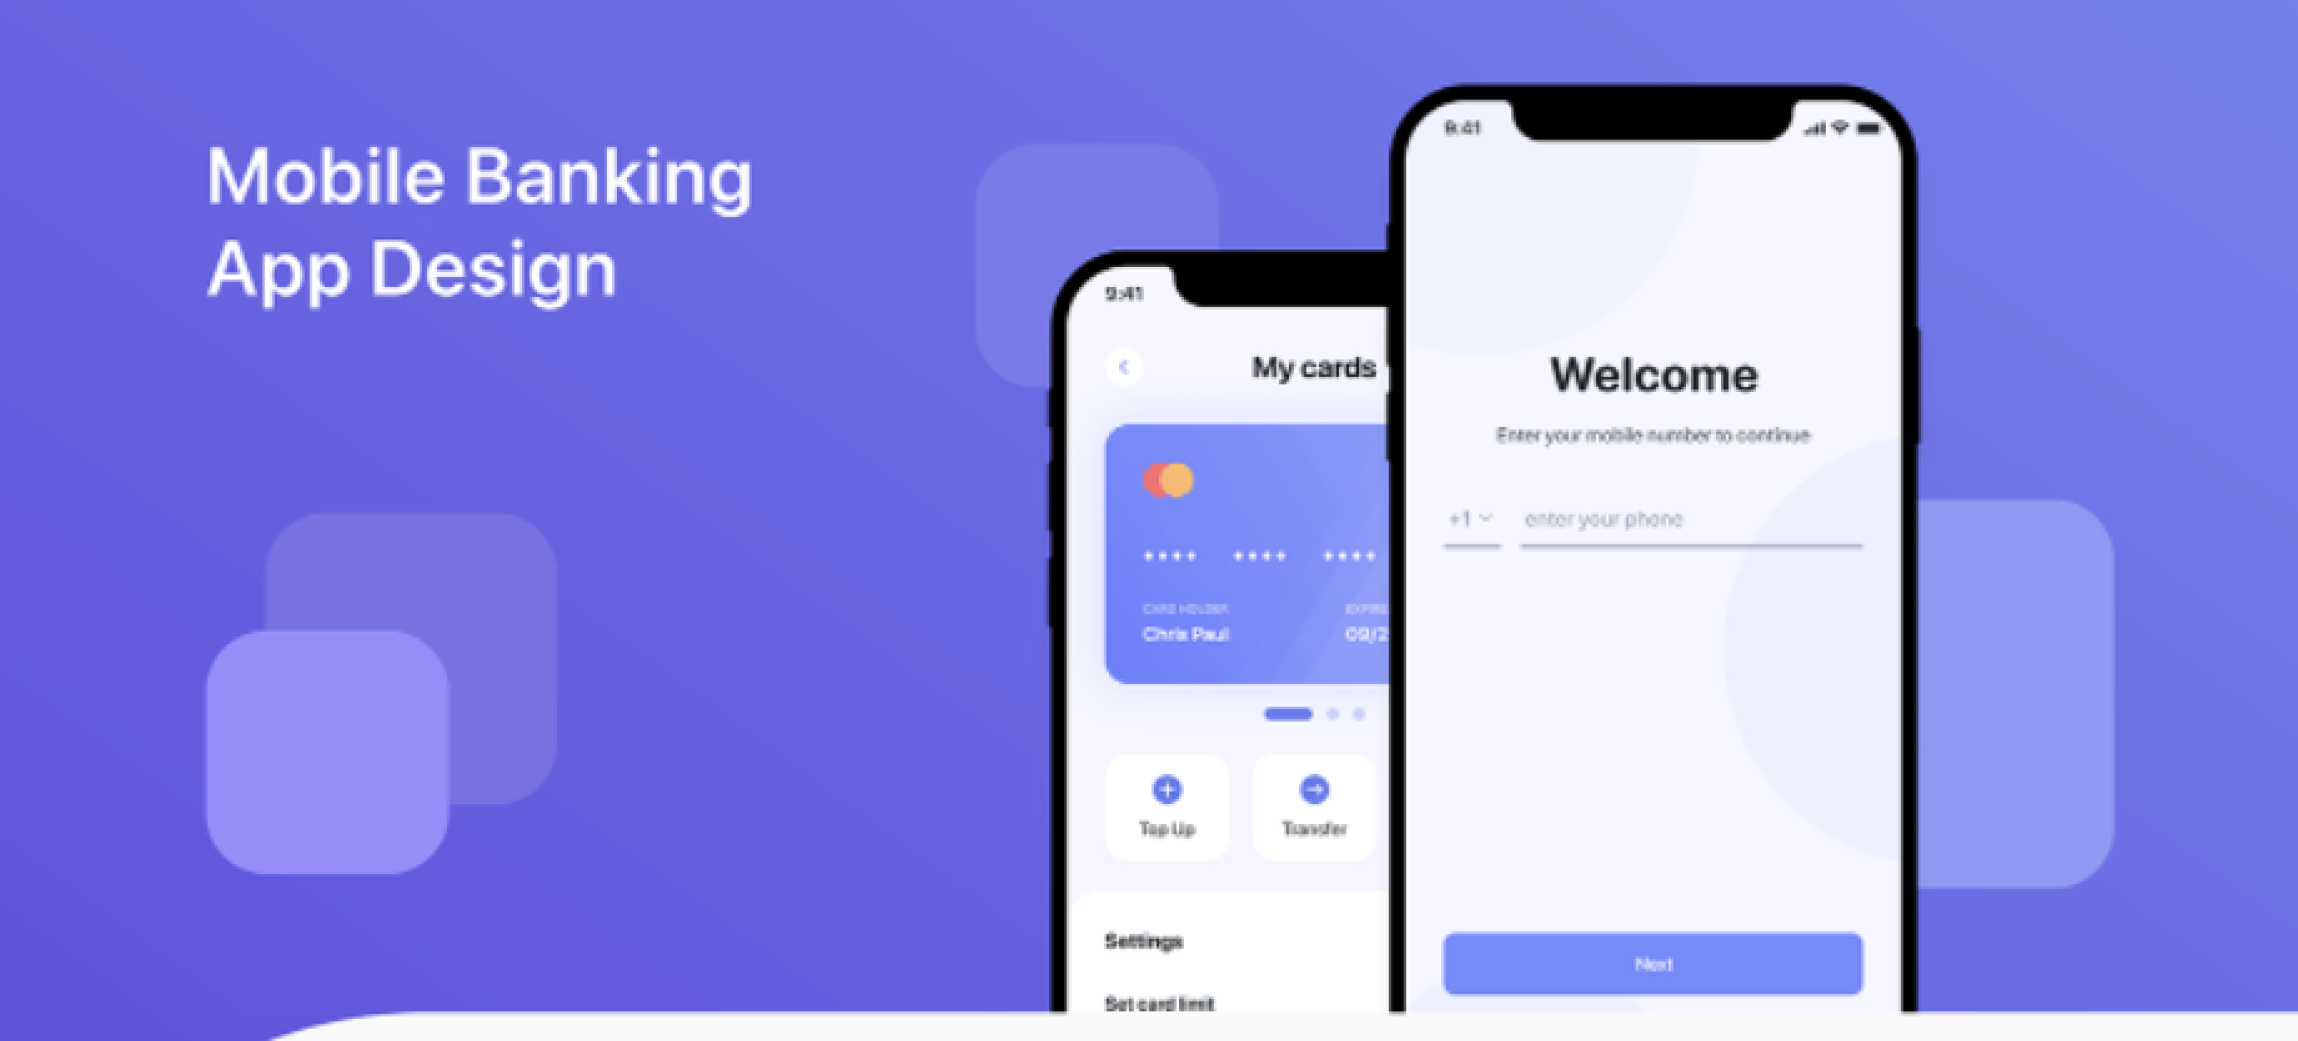 Mobile Banking
App Design
9:41
My cards
CARD HOLDER
Chris Paul
09/2
Top Up
Transfer
Settings
Set card limit
9:41
Welcome
Enter your mobile number to continue
+1
enter your phone
Next